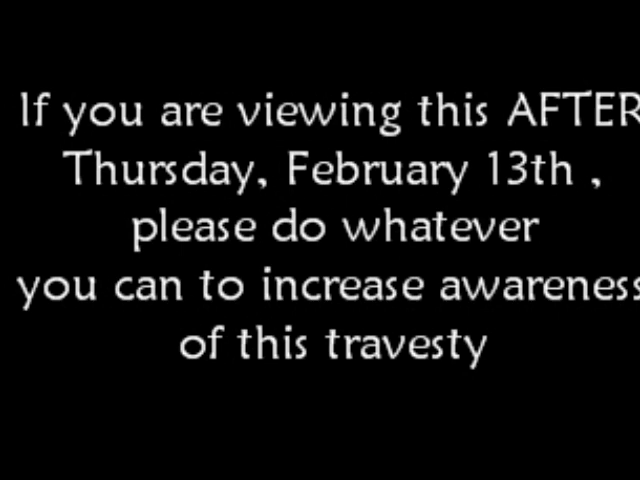 If you are viewing this AFTER
Thursday, February 13th ,
please do whatever
you can to increase awareness
of this travesty